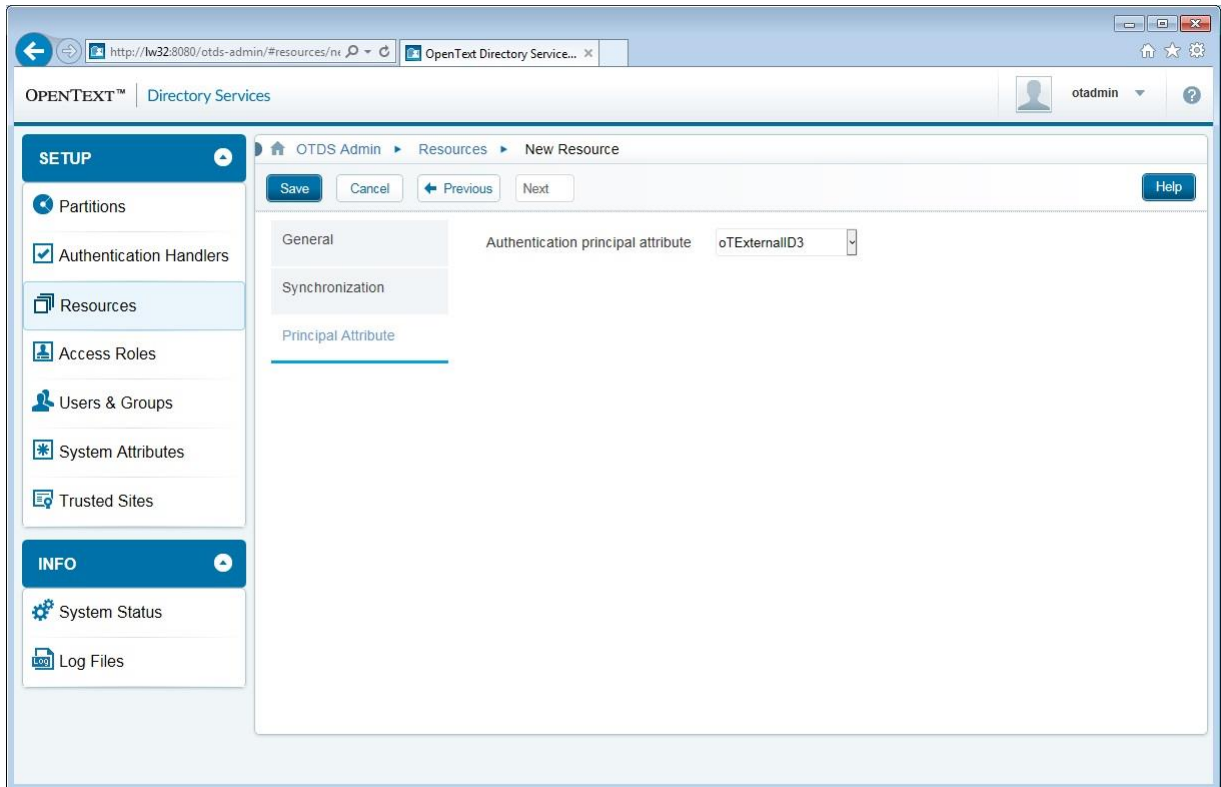 http://lw32:8080/otds-admin/#resources/ne
OpenText Directory Service...
OPENTEXT™ Directory Services
otadmin
SETUP
Partitions
Authentication Handlers
Resources
Access Roles
Users & Groups
System Attributes
Trusted Sites
INFO
System Status
Log
Log Files
OTDS Admin ▸ Resources ▸ New Resource
Save Cancel Previous Next Help
General
Synchronization
Principal Attribute
Authentication principal attribute oTExternalID3